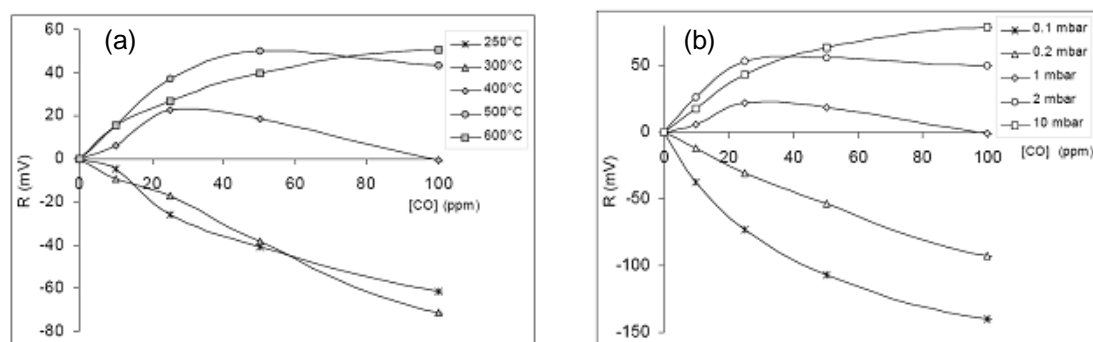 (a)
60
40
20
0
-20
-40
-60
-80
R (mV)
0 20 40 60 80 100
[CO] (ppm)
250°C
300°C
400°C
500°C
600°C
(b)
50
0
-50
-100
-150
R (mV)
0 20 40 60 80 100
[CO] (ppm)
0.1 mbar
0.2 mbar
1 mbar
2 mbar
10 mbar